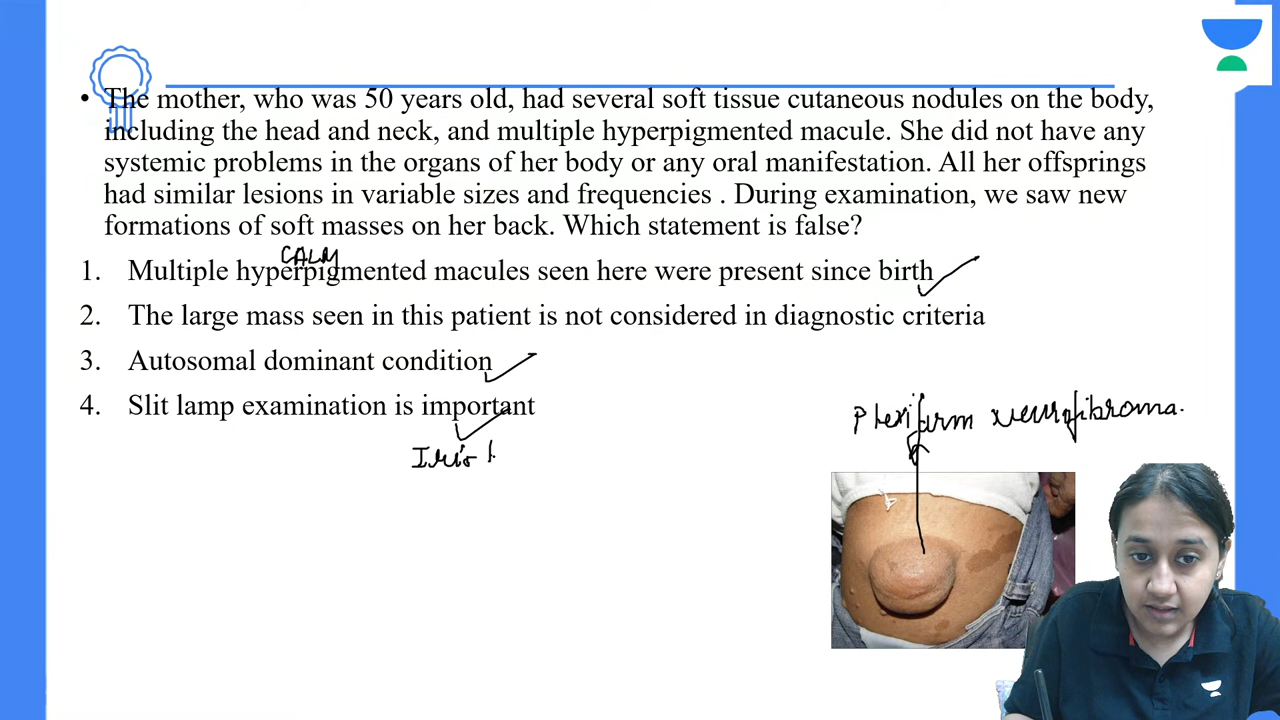 • The mother, who was 50 years old, had several soft tissue cutaneous nodules on the body,
including the head and neck, and multiple hyperpigmented macule. She did not have any
systemic problems in the organs of her body or any oral manifestation. All her offsprings
had similar lesions in variable sizes and frequencies . During examination, we saw new
formations of soft masses on her back. Which statement is false?
CALM
1. Multiple hyperpigmented macules seen here were present since birth
2. The large mass seen in this patient is not considered in diagnostic criteria
3. Autosomal dominant condition
4. Slit lamp examination is important
Plexiform neurofibroma.
Iris